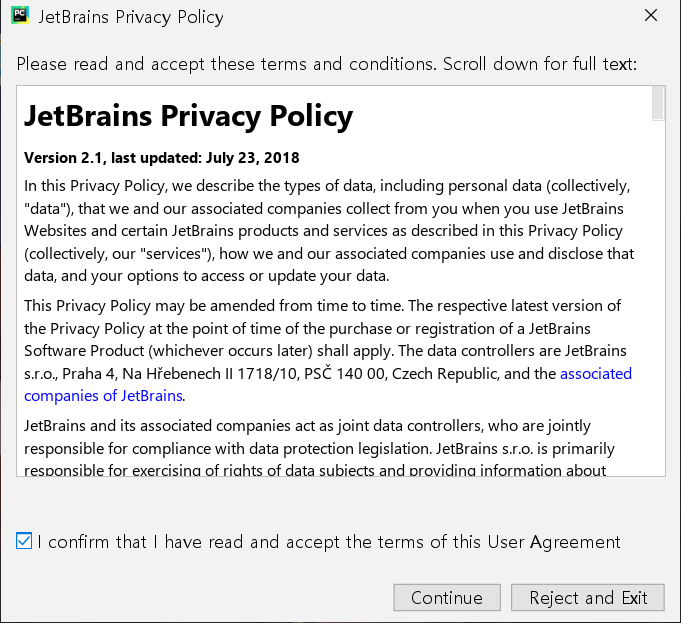 PC
JetBrains Privacy Policy
Please read and accept these terms and conditions. Scroll down for full text:
JetBrains Privacy Policy
Version 2.1, last updated: July 23, 2018
In this Privacy Policy, we describe the types of data, including personal data (collectively,
"data"), that we and our associated companies collect from you when you use JetBrains
Websites and certain JetBrains products and services as described in this Privacy Policy
(collectively, our "services"), how we and our associated companies use and disclose that
data, and your options to access or update your data.
This Privacy Policy may be amended from time to time. The respective latest version of
the Privacy Policy at the point of time of the purchase or registration of a JetBrains
Software Product (whichever occurs later) shall apply. The data controllers are JetBrains
s.r.o., Praha 4, Na Hřebenech II 1718/10, PSČ 140 00, Czech Republic, and the associated
companies of JetBrains.
JetBrains and its associated companies act as joint data controllers, who are jointly
responsible for compliance with data protection legislation. JetBrains s.r.o. is primarily
responsible for exercising of rights of data subjects and providing information about
I confirm that I have read and accept the terms of this User Agreement
Continue
Reject and Exit